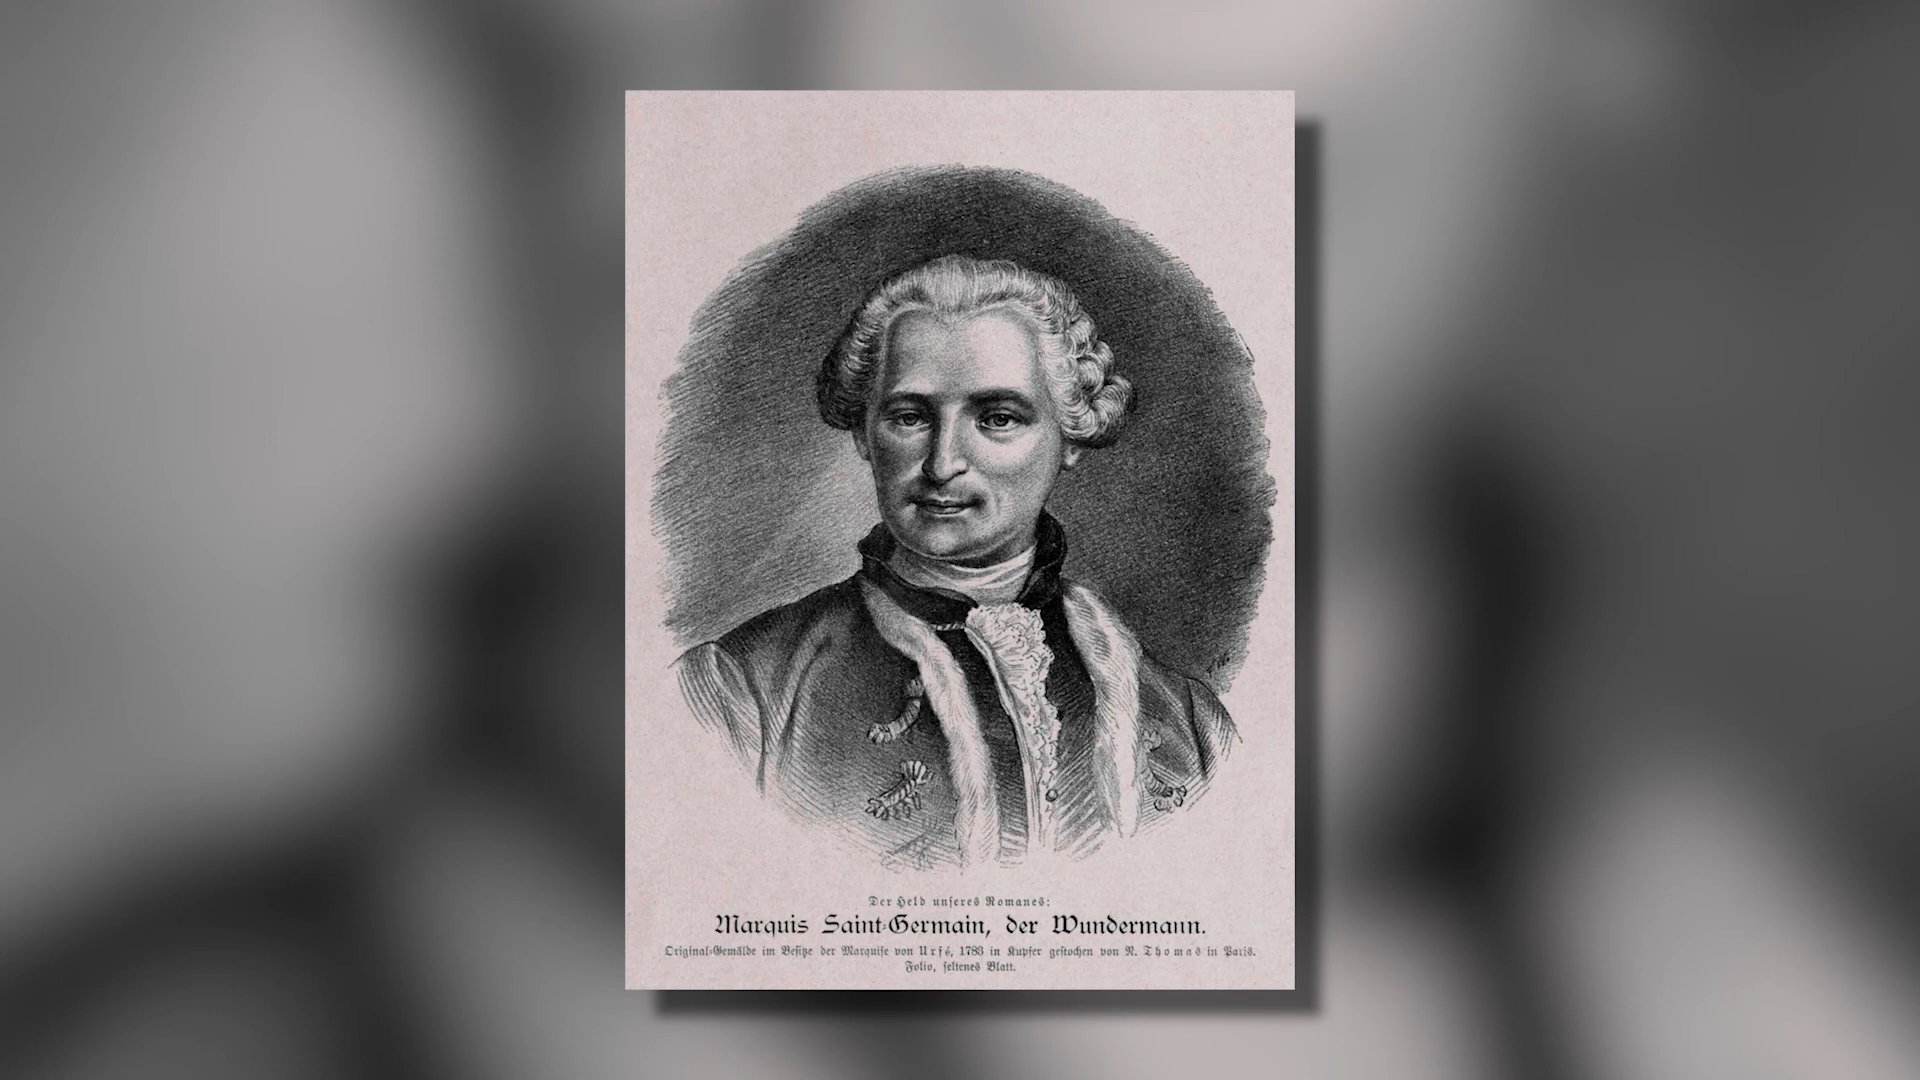 Der Held unseres Romanes:
Marquis Saint-Germain, der Wundermann.
Original-Gemälde im Besitze der Marquise von Urfé, 1783 in Kupfer gestochen von N. Thomas in Paris.
Folio, seltenes Blatt.